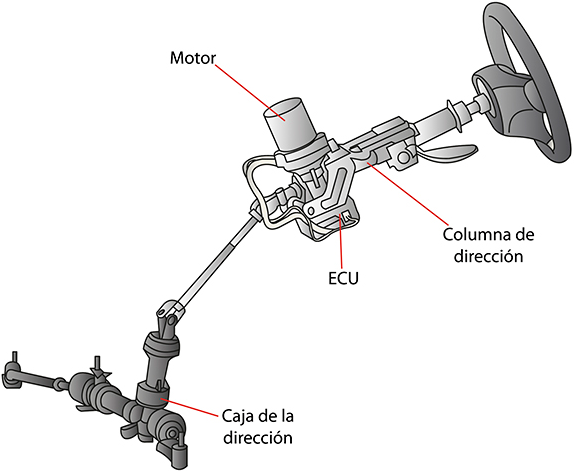 Motor
Columna de
dirección
ECU
Caja de la
dirección